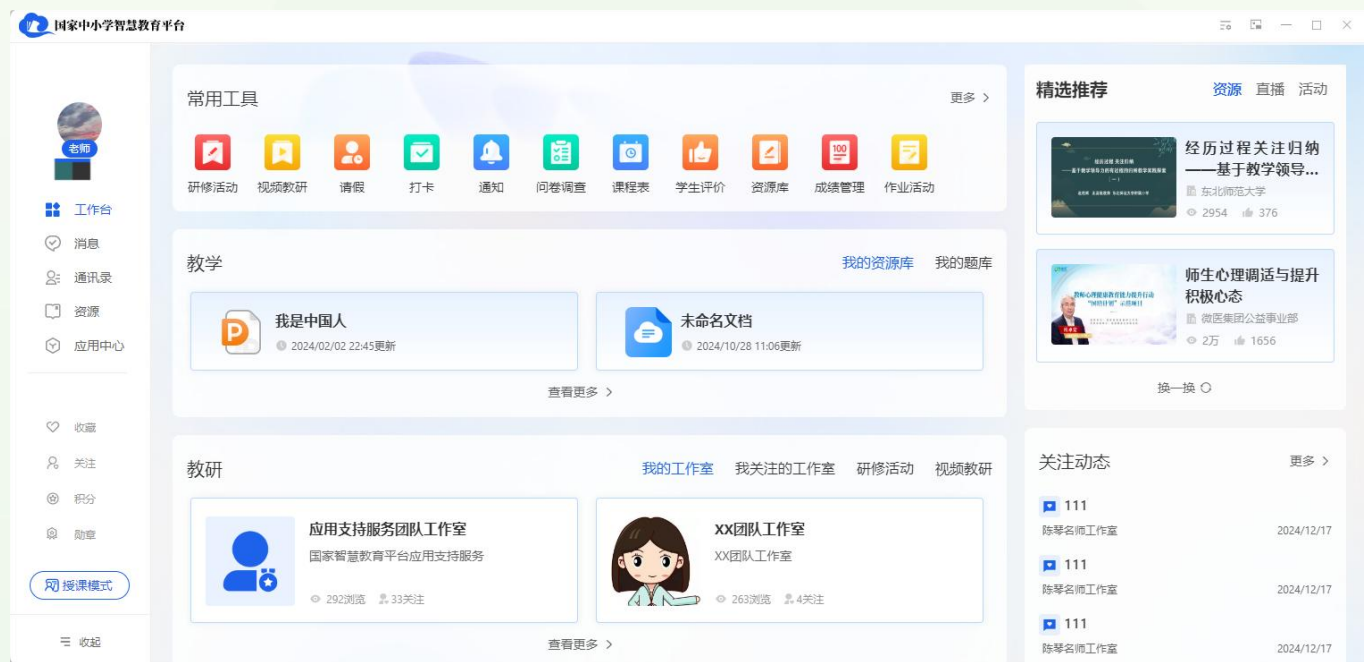 国家中小学智慧教育平台
老师
工作台
消息
通讯录
资源
应用中心
收藏
关注
积分
勋章
授课模式
收起
常用工具
更多
研修活动
视频教研
请假
打卡
通知
问卷调查
课程表
学生评价
资源库
成绩管理
作业活动
教学
我的资源库
我的题库
我是中国人
2024/02/02 22:45更新
未命名文档
2024/10/28 11:06更新
查看更多
教研
我的工作室
我关注的工作室
研修活动
视频教研
应用支持服务团队工作室
国家智慧教育平台应用支持服务
292浏览
33关注
XX团队工作室
XX团队工作室
263浏览
4关注
查看更多
精选推荐
资源
直播
活动
经历过程关注归纳
——基于教学领导...
东北师范大学
2954
376
师生心理调适与提升
积极心态
微医集团公益事业部
2万
1656
换一换
关注动态
更多
111
陈琴名师工作室
2024/12/17
111
陈琴名师工作室
2024/12/17
111
陈琴名师工作室
2024/12/17